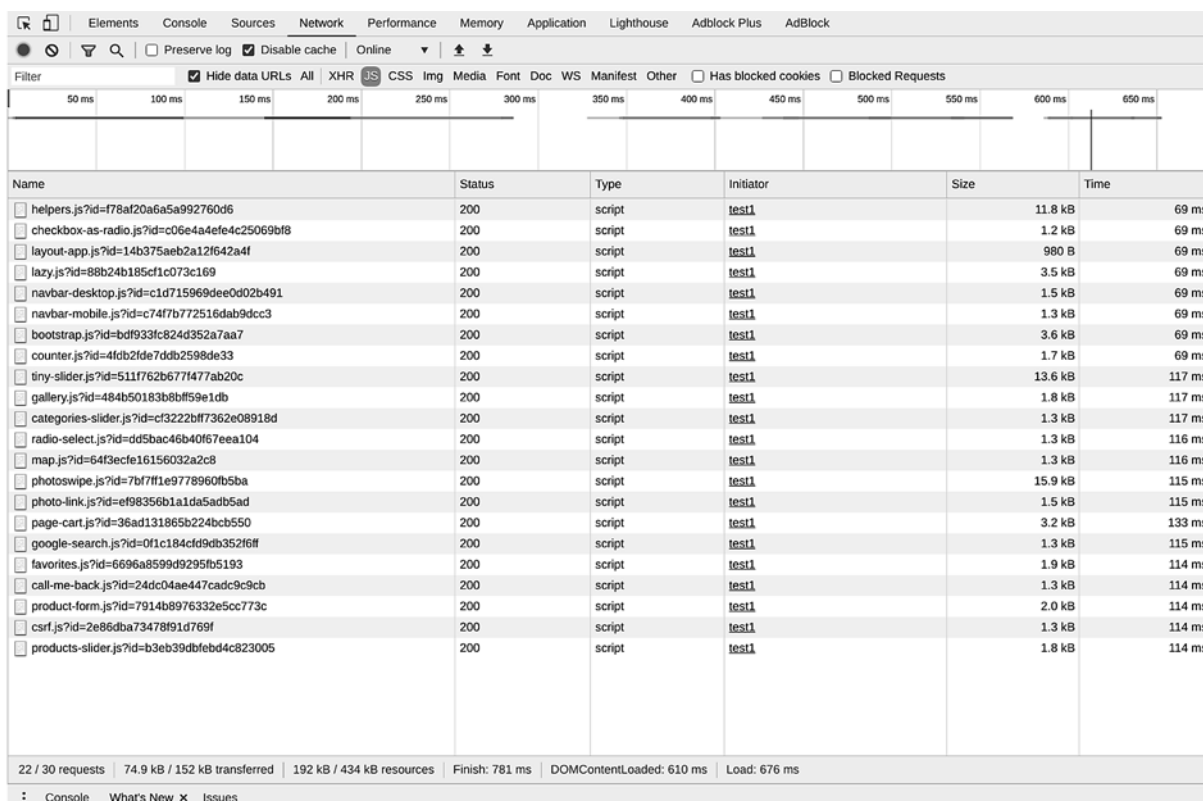 Elements Console Sources Network Performance Memory Application Lighthouse Adblock Plus AdBlock
Preserve log Disable cache Online
Filter Hide data URLs All XHR JS CSS Img Media Font Doc WS Manifest Other Has blocked cookies Blocked Requests
50 ms 100 ms 150 ms 200 ms 250 ms 300 ms 350 ms 400 ms 450 ms 500 ms 550 ms 600 ms 650 ms
Name Status Type Initiator Size Time
helpers.js?id=f78af20a6a5a992760d6 200 script test1 11.8 kB 69 ms
checkbox-as-radio.js?id=c06e4a4efe4c25069bf8 200 script test1 1.2 kB 69 ms
layout-app.js?id=14b375aeb2a12f642a4f 200 script test1 980 B 69 ms
lazy.js?id=88b24b185cf1c073c169 200 script test1 3.5 kB 69 ms
navbar-desktop.js?id=c1d715969dee0d02b491 200 script test1 1.5 kB 69 ms
navbar-mobile.js?id=c74f7b772516dab9dcc3 200 script test1 1.3 kB 69 ms
bootstrap.js?id=bdf933fc824d352a7aa7 200 script test1 3.6 kB 69 ms
counter.js?id=4fdb2fde7ddb2598de33 200 script test1 1.7 kB 69 ms
tiny-slider.js?id=511f762b677f477ab20c 200 script test1 13.6 kB 117 ms
gallery.js?id=484b50183b8bff59e1db 200 script test1 1.8 kB 117 ms
categories-slider.js?id=cf3222bff7362e08918d 200 script test1 1.3 kB 117 ms
radio-select.js?id=dd5bac46b40f67eea104 200 script test1 1.3 kB 116 ms
map.js?id=64f3ecfe16156032a2c8 200 script test1 1.3 kB 116 ms
photoswipe.js?id=7bf7ff1e9778960fb5ba 200 script test1 15.9 kB 115 ms
photo-link.js?id=ef98356b1a1da5adb5ad 200 script test1 1.5 kB 115 ms
page-cart.js?id=36ad131865b224bcb550 200 script test1 3.2 kB 133 ms
google-search.js?id=0f1c184cfd9db352f6ff 200 script test1 1.3 kB 115 ms
favorites.js?id=6696a8599d9295fb5193 200 script test1 1.9 kB 114 ms
call-me-back.js?id=24dc04ae447cadc9c9cb 200 script test1 1.3 kB 114 ms
product-form.js?id=7914b8976332e5cc773c 200 script test1 2.0 kB 114 ms
csrf.js?id=2e86dba73478f91d769f 200 script test1 1.3 kB 114 ms
products-slider.js?id=b3eb39dbfebd4c823005 200 script test1 1.8 kB 114 ms
22 / 30 requests 74.9 kB / 152 kB transferred 192 kB / 434 kB resources Finish: 781 ms DOMContentLoaded: 610 ms Load: 676 ms
Console What's New × Issues